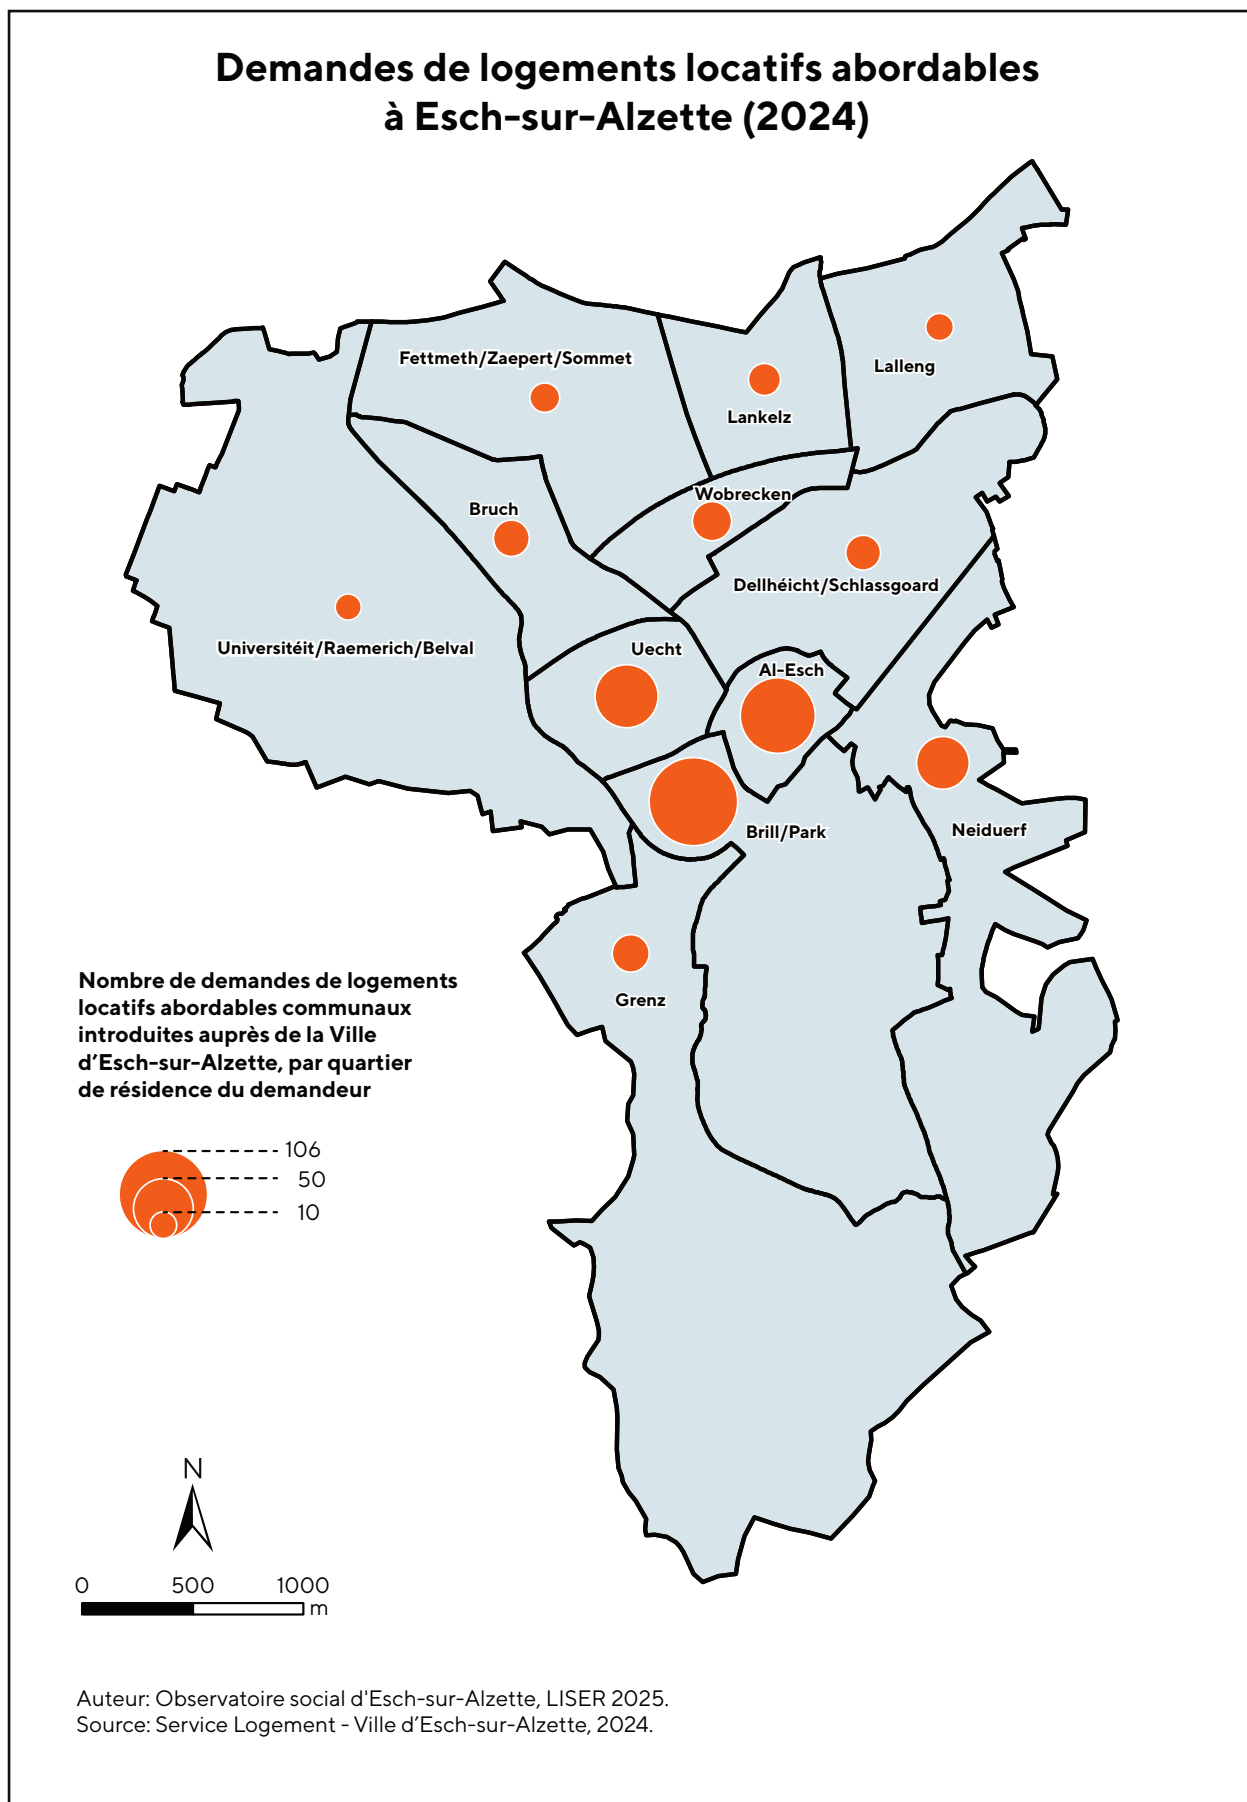 Demandes de logements locatifs abordables
à Esch-sur-Alzette (2024)
Lalleng
Fettmeth/Zaepert/Sommet
Lankelz
Wobrecken
Bruch
Dellhéicht/Schlassgoard
Universitéit/Raemerich/Belval
Uecht
Al-Esch
Brill/Park
Neiduerf
Grenz
Nombre de demandes de logements
locatifs abordables communaux
introduites auprès de la Ville
d’Esch-sur-Alzette, par quartier
de résidence du demandeur
106
50
10
N
0 500 1000
m
Auteur: Observatoire social d'Esch-sur-Alzette, LISER 2025.
Source: Service Logement - Ville d’Esch-sur-Alzette, 2024.